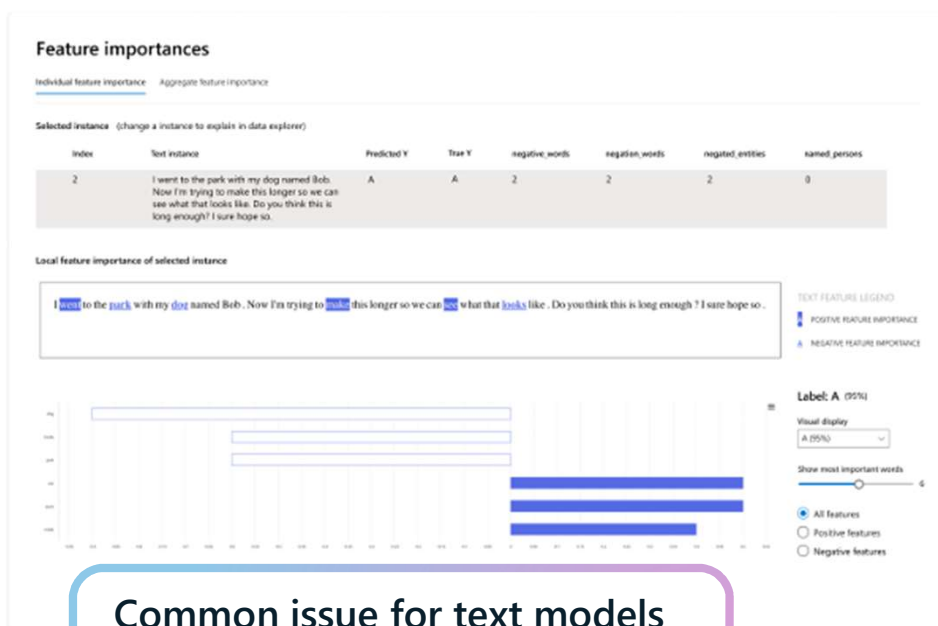 Feature importances
Individual feature importance Aggregate feature importance
Selected instance (change a instance to explain in data explorer)
Index Text instance Predicted Y True Y negative_words negation_words negated_entities named_persons
2 I went to the park with my dog named Bob. A A 2 2 2 0
Now I'm trying to make this longer so we can
see what that looks like. Do you think this is
long enough? I sure hope so.
Local feature importance of selected instance
I went to the park with my dog named Bob . Now I'm trying to make this longer so we can see what that looks like . Do you think this is long enough ? I sure hope so .
TEXT FEATURE LEGEND
A POSITIVE FEATURE IMPORTANCE
A NEGATIVE FEATURE IMPORTANCE
Label: A (95%)
Visual display
A (95%)
Show most important words
6
All features
Positive features
Negative features
Common issue for text models